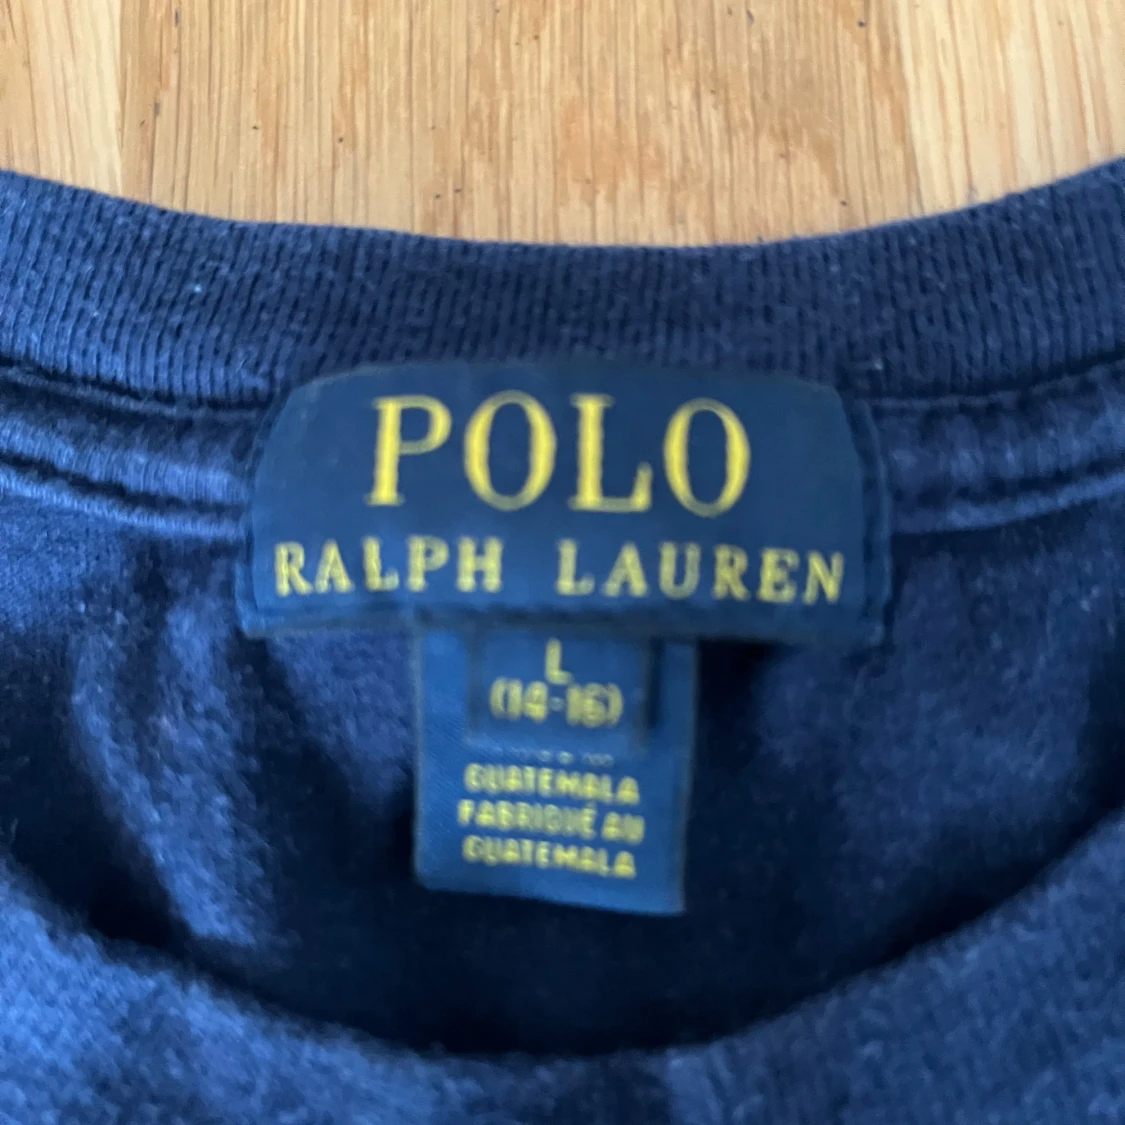 POLO
RALPH LAUREN
L
(14-16)
GUATEMALA
FABRIQUÉ AU
GUATEMALA